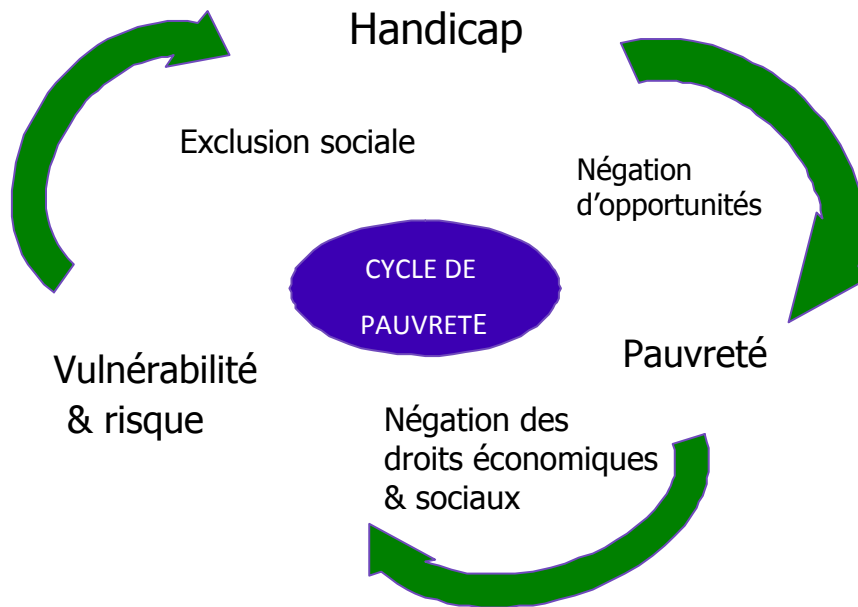 Handicap
Exclusion sociale
Négation
d’opportunités
CYCLE DE
PAUVRETE
Pauvreté
Vulnérabilité
& risque
Négation des
droits économiques
& sociaux